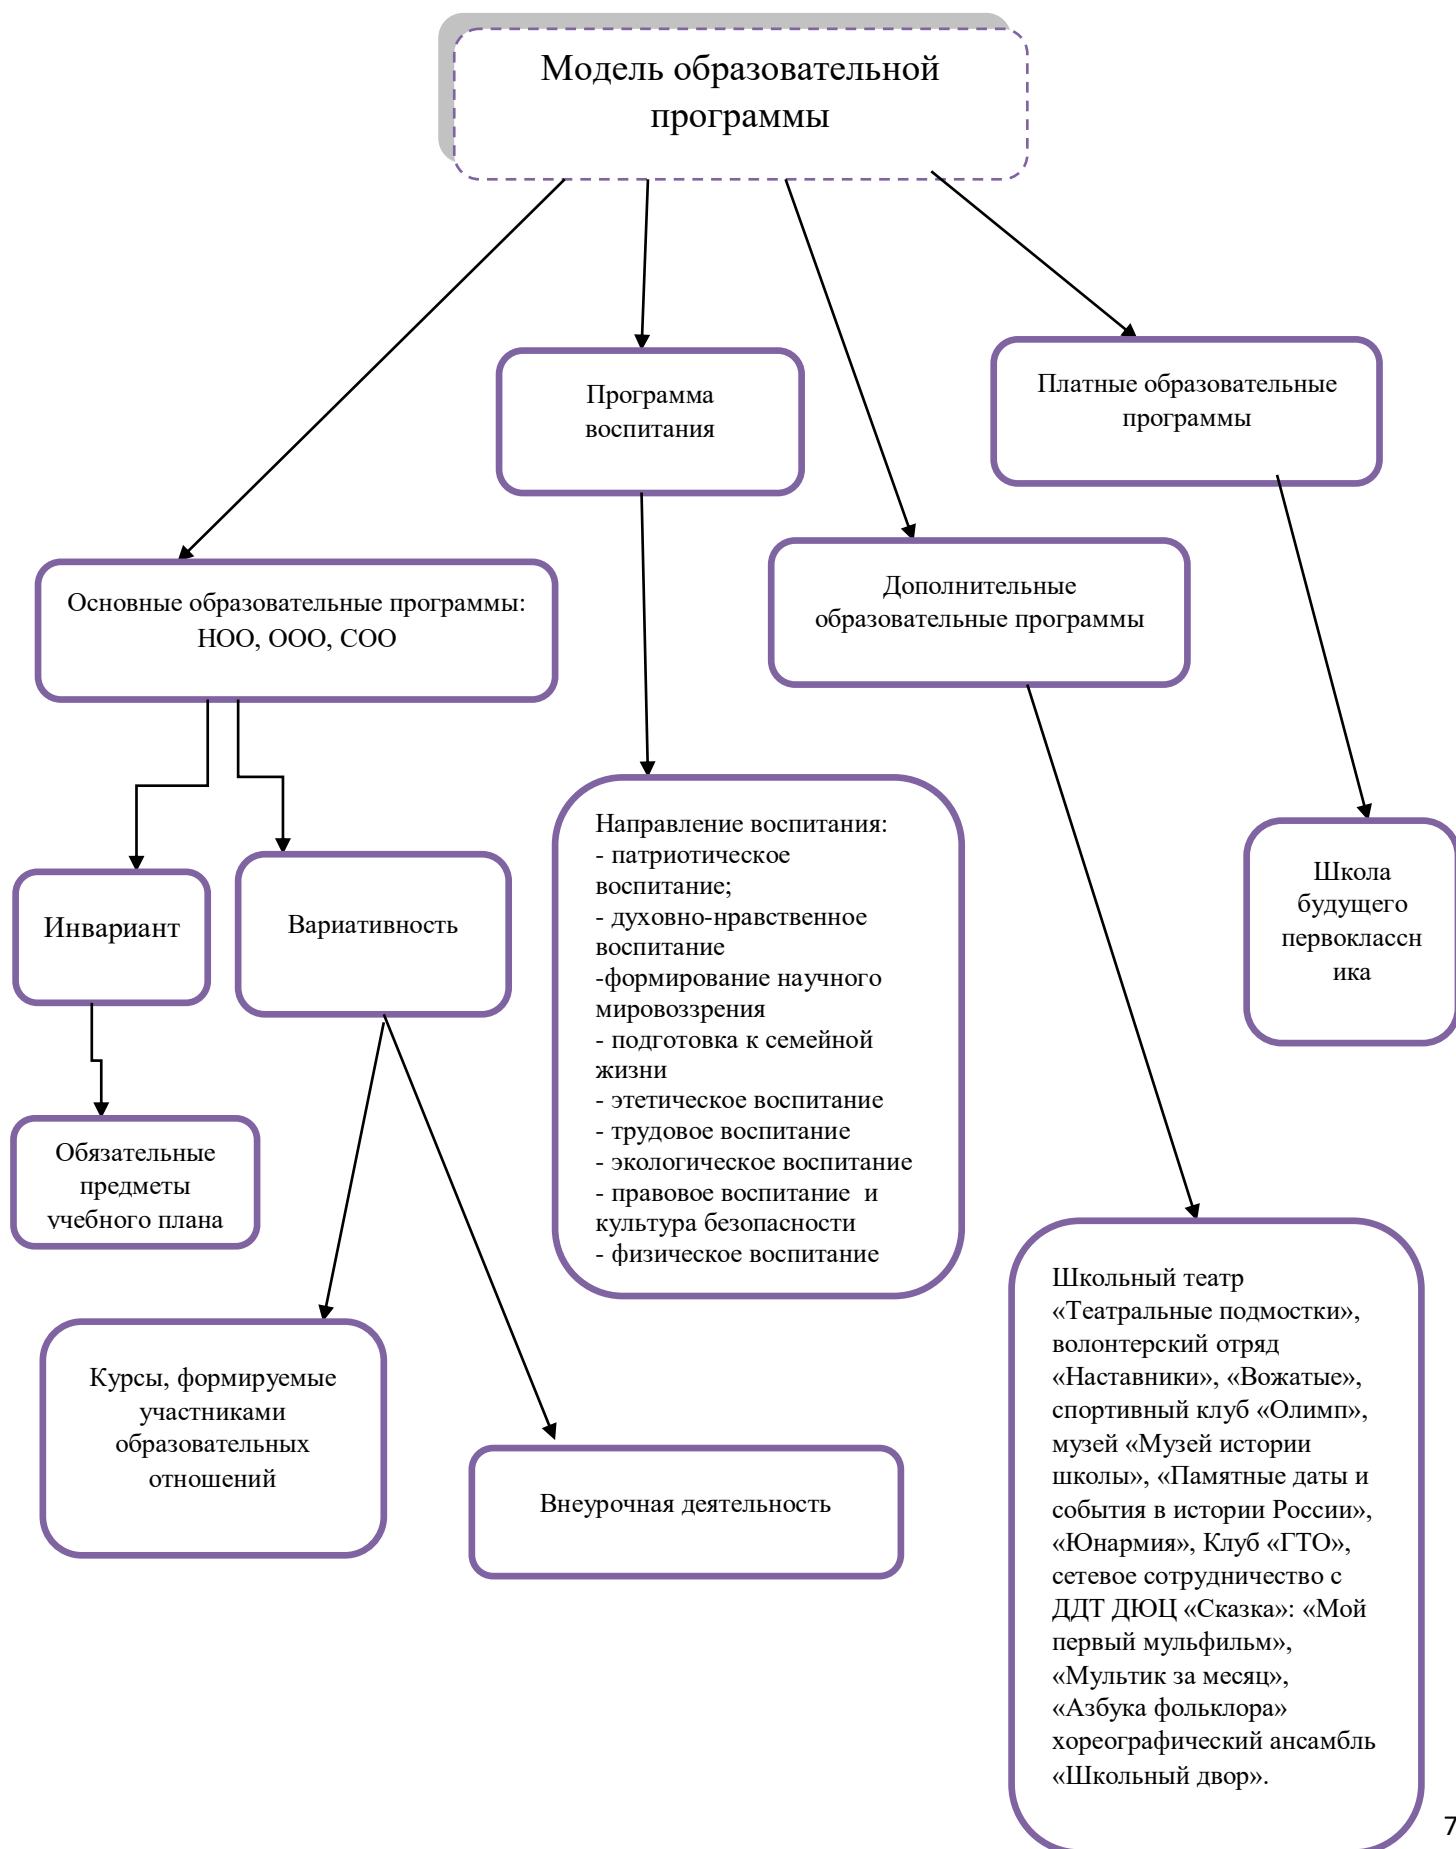 Модель образовательной
программы
Программа
воспитания
Платные образовательные
программы
Основные образовательные программы:
НОО, ООО, СОО
Дополнительные
образовательные программы
Инвариант
Вариативность
Направление воспитания:
- патриотическое
воспитание;
- духовно-нравственное
воспитание
-формирование научного
мировоззрения
- подготовка к семейной
жизни
- этетическое воспитание
- трудовое воспитание
- экологическое воспитание
- правовое воспитание  и
культура безопасности
- физическое воспитание
Школа
будущего
первоклассн
ика
Обязательные
предметы
учебного плана
Курсы, формируемые
участниками
образовательных
отношений
Внеурочная деятельность
Школьный театр
«Театральные подмостки»,
волонтерский отряд
«Наставники», «Вожатые»,
спортивный клуб «Олимп»,
музей «Музей истории
школы», «Памятные даты и
события в истории России»,
«Юнармия», Клуб «ГТО»,
сетевое сотрудничество с
ДДТ ДЮЦ «Сказка»: «Мой
первый мульфильм»,
«Мультик за месяц»,
«Азбука фольклора»
хореографический ансамбль
«Школьный двор».
7